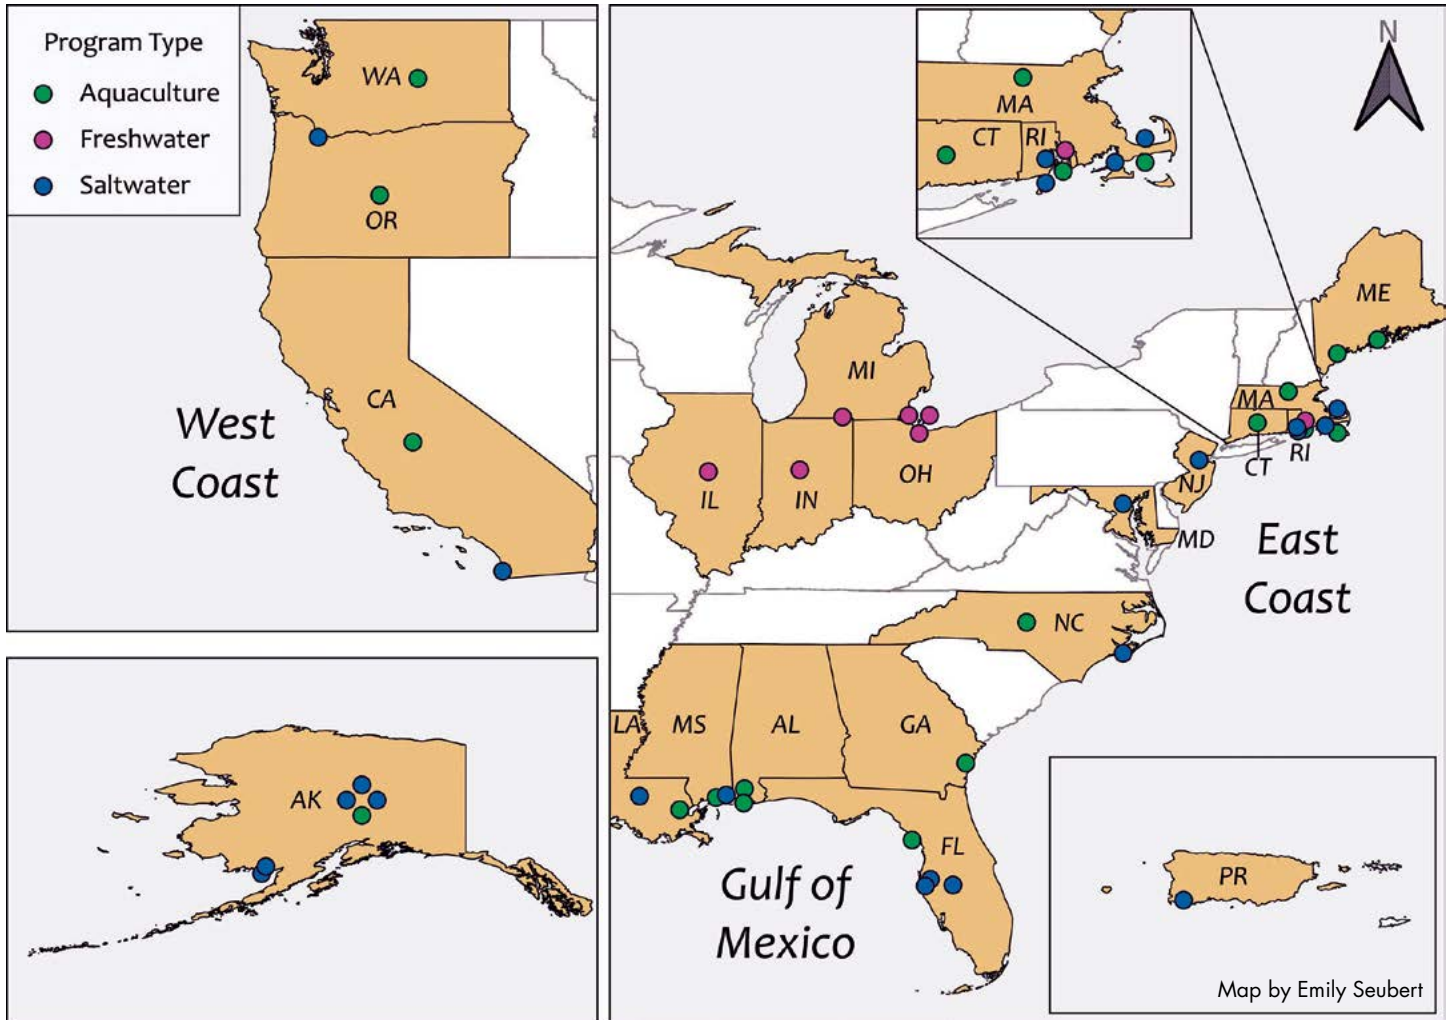 Program Type
Aquaculture
Freshwater
Saltwater
WA
OR
CA
West
Coast
AK
MA
CT
RI
N
ME
MI
MA
IL
IN
OH
CT
RI
NJ
MD
East
Coast
NC
LA
MS
AL
GA
FL
Gulf of
Mexico
PR
Map by Emily Seubert